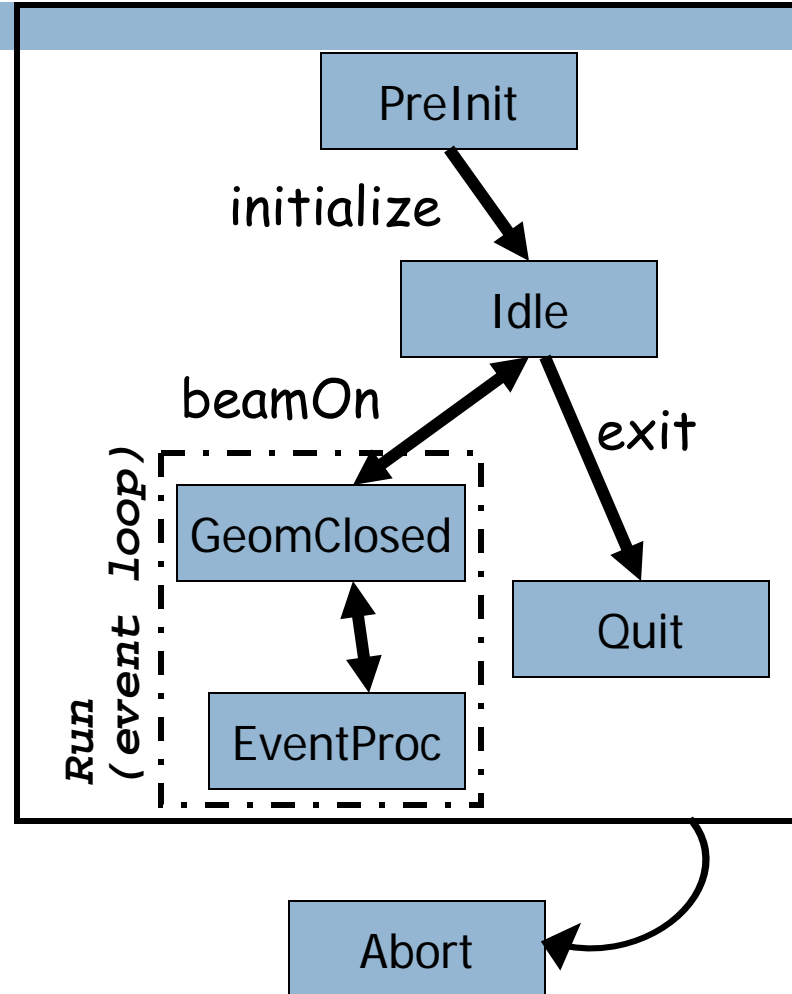 PreInit
initialize
Idle
beamOn
exit
Run
(event loop)
GeomClosed
Quit
EventProc
Abort